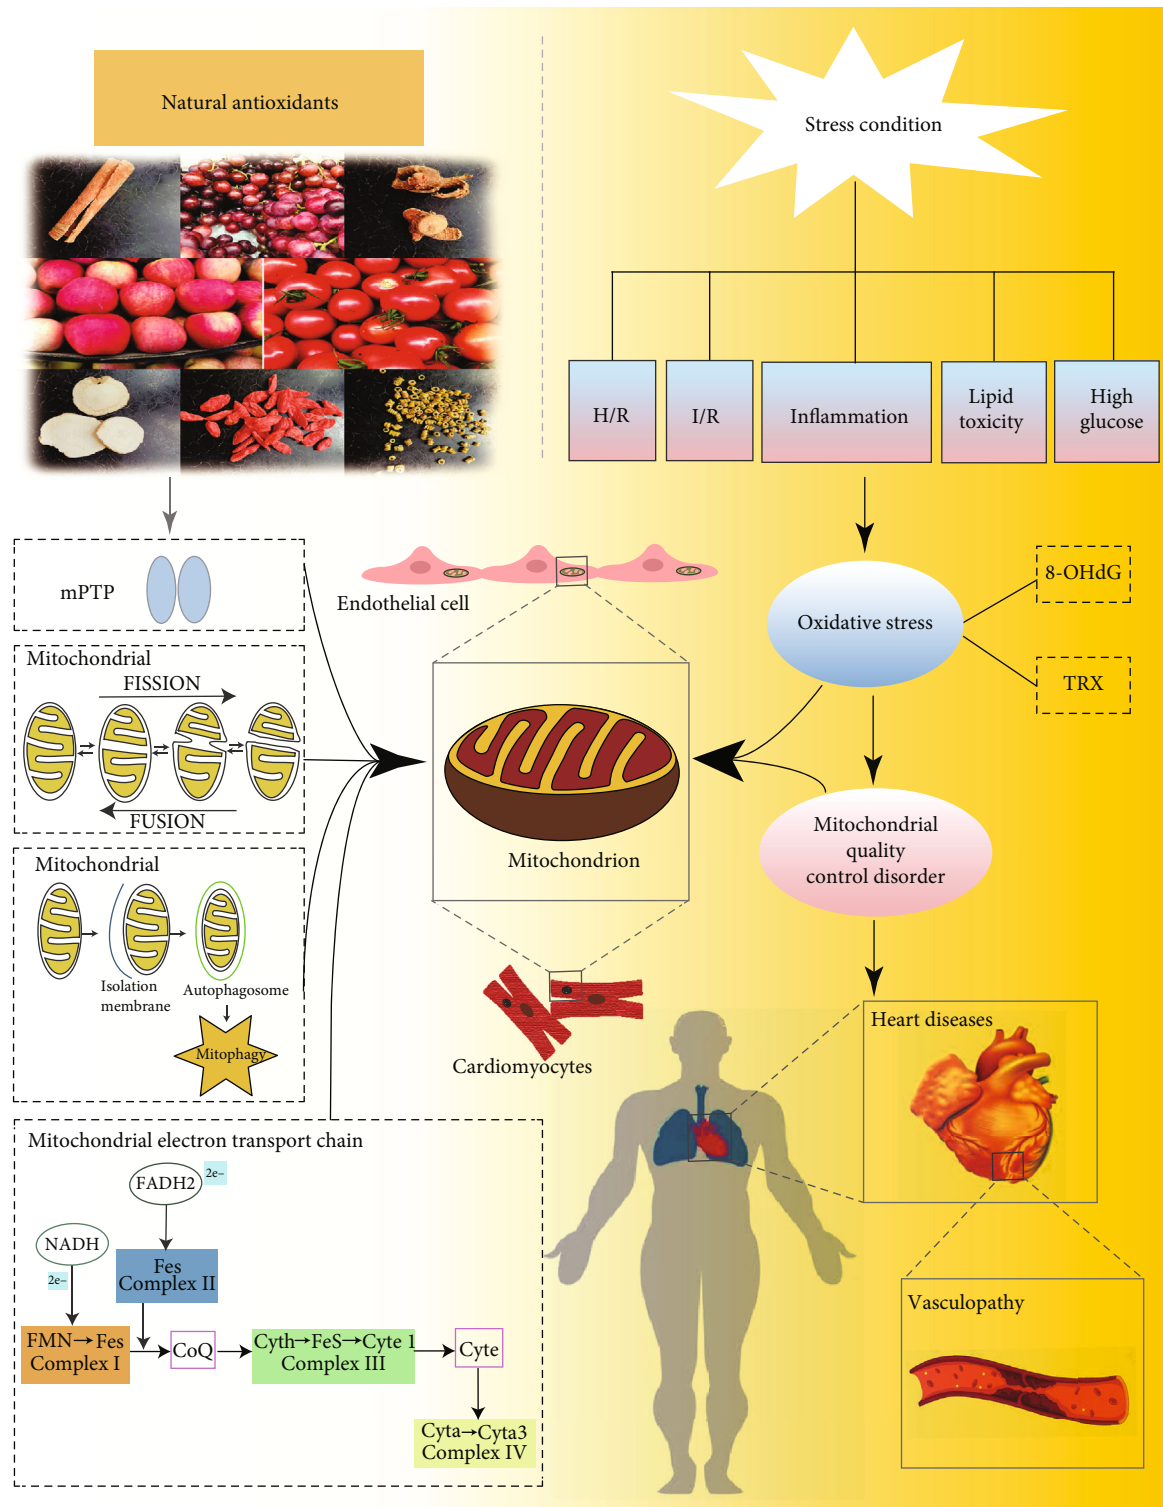 Natural antioxidants
Stress condition
H/R
I/R
Inflammation
Lipid
toxicity
High
glucose
mPTP
Endothelial cell
Oxidative stress
8-OHdG
TRX
Mitochondrial
FISSION
FUSION
Mitochondrion
Mitochondrial
quality
control disorder
Mitochondrial
Isolation
membrane
Autophagosome
Mitophagy
Cardiomyocytes
Heart diseases
Mitochondrial electron transport chain
FADH2
2e–
NADH
2e–
Fes
Complex II
FMN→Fes
Complex I
CoQ
Cyth→FeS→Cyte 1
Complex III
Cyte
Cyta→Cyta3
Complex IV
Vasculopathy